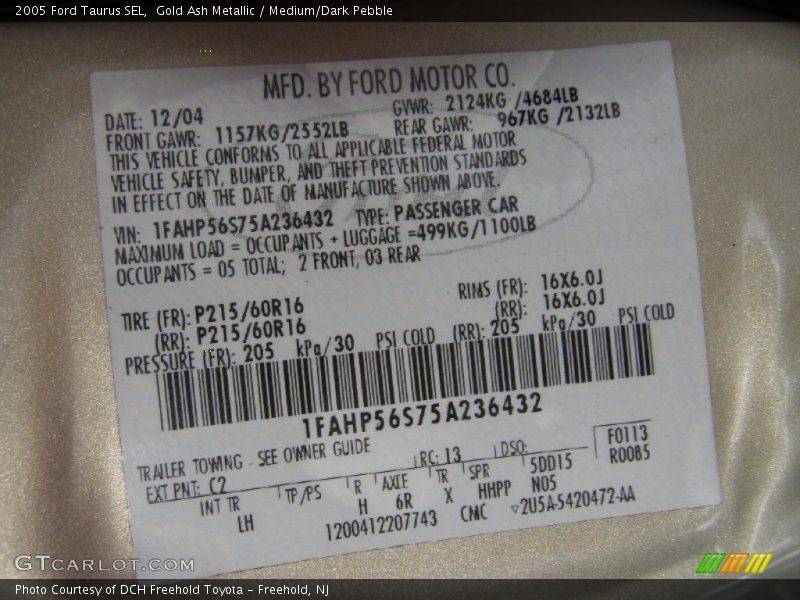 2005 Ford Taurus SEL,  Gold Ash Metallic / Medium/Dark Pebble
MFD. BY FORD MOTOR CO.
DATE: 12/04 GVWR: 2124KG /4684LB
FRONT GAWR: 1157KG/2552LB REAR GAWR: 967KG /2132LB
THIS VEHICLE CONFORMS TO ALL APPLICABLE FEDERAL MOTOR
VEHICLE SAFETY, BUMPER, AND THEFT PREVENTION STANDARDS
IN EFFECT ON THE DATE OF MANUFACTURE SHOWN ABOVE.
VIN: 1FAHP56S75A236432 TYPE: PASSENGER CAR
MAXIMUM LOAD = OCCUPANTS + LUGGAGE =499KG/1100LB
OCCUPANTS = 05 TOTAL; 2 FRONT, 03 REAR
TIRE (FR): P215/60R16 RIMS (FR): 16X6.0J
(RR): P215/60R16 (RR): 16X6.0J
PRESSURE (FR): 205 kPa/30 PSI COLD (RR): 205 kPa/30 PSI COLD
1FAHP56S75A236432
TRAILER TOWING - SEE OWNER GUIDE
EXT PNT: C2 RC: 13 DSO: F0113
INT TR TP/PS R AXLE TR SPR 5DD15 R0085
LH H 6R X HHPP N05
1200412207743 CMC ▽2U5A-5420472-AA
GTCarLot.com
Photo Courtesy of DCH Freehold Toyota - Freehold, NJ